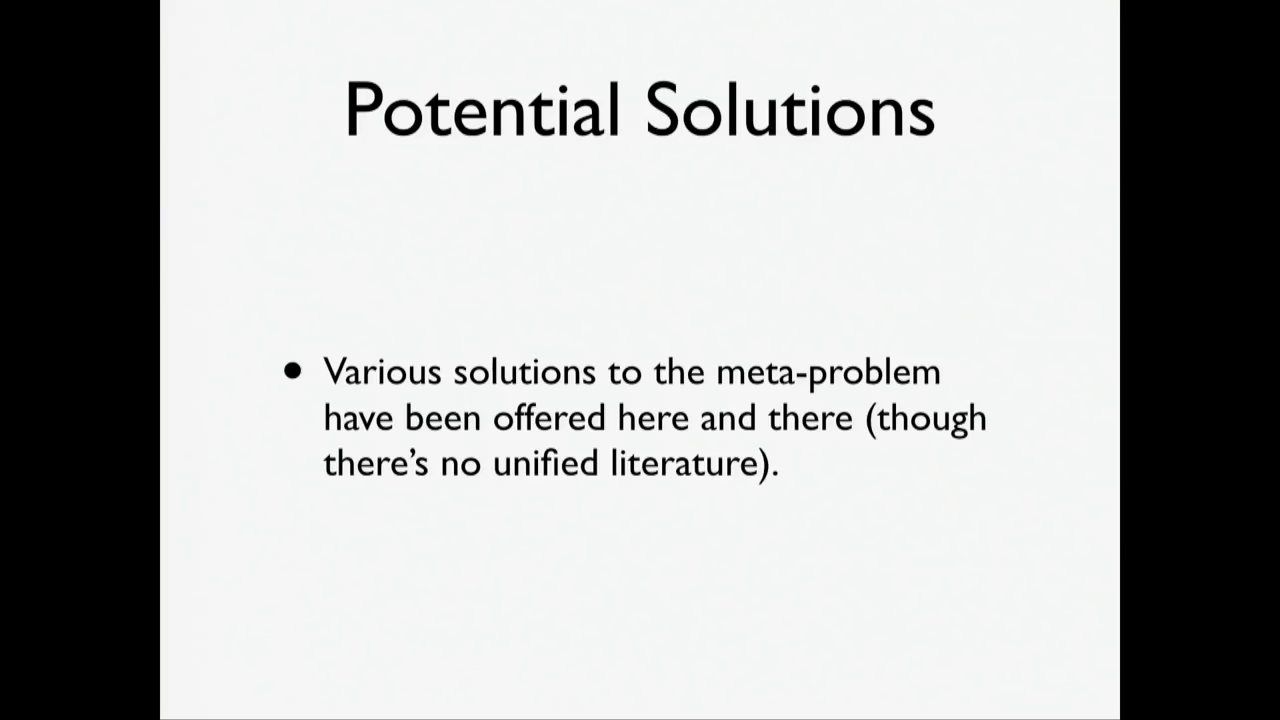 Potential Solutions
• Various solutions to the meta-problem
have been offered here and there (though
there’s no unified literature).